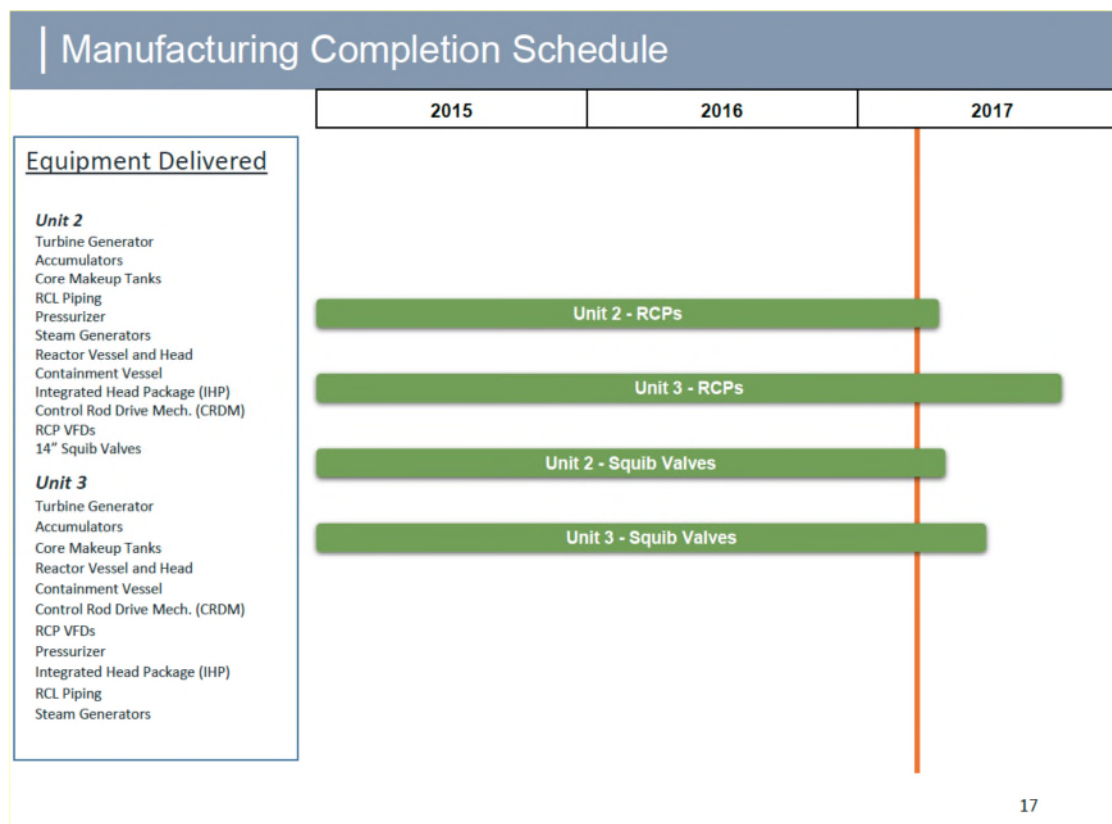 Manufacturing Completion Schedule
2015 2016 2017
Equipment Delivered
Unit 2
Turbine Generator
Accumulators
Core Makeup Tanks
RCL Piping
Pressurizer
Steam Generators
Reactor Vessel and Head
Containment Vessel
Integrated Head Package (IHP)
Control Rod Drive Mech. (CRDM)
RCP VFDs
14” Squib Valves
Unit 3
Turbine Generator
Accumulators
Core Makeup Tanks
Reactor Vessel and Head
Containment Vessel
Control Rod Drive Mech. (CRDM)
RCP VFDs
Pressurizer
Integrated Head Package (IHP)
RCL Piping
Steam Generators
Unit 2 - RCPs
Unit 3 - RCPs
Unit 2 - Squib Valves
Unit 3 - Squib Valves
17